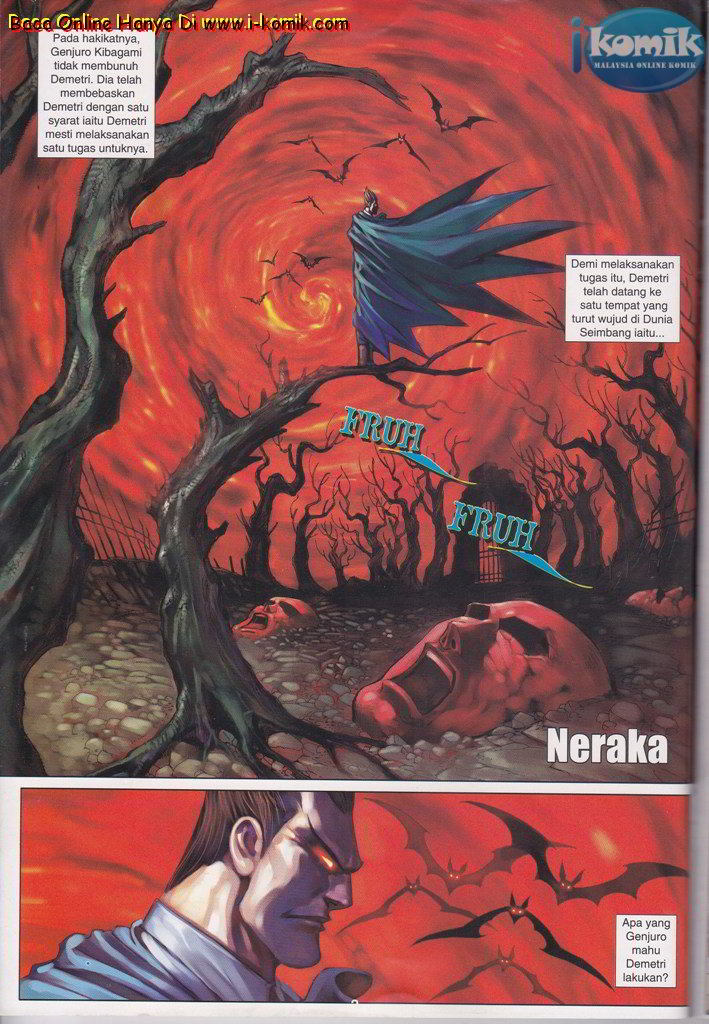 Baca Online Hanya Di www.i-komik.com
i komik
MALAYSIA ONLINE KOMIK
Pada hakikatnya,
Genjuro Kibagami
tidak membunuh
Demetri. Dia telah
membebaskan
Demetri dengan satu
syarat iaitu Demetri
mesti melaksanakan
satu tugas untuknya.
Demi melaksanakan
tugas itu, Demetri
telah datang ke
satu tempat yang
turut wujud di Dunia
Seimbang iaitu...
FRUH
FRUH
Neraka
Apa yang
Genjuro
mahu
Demetri
lakukan?